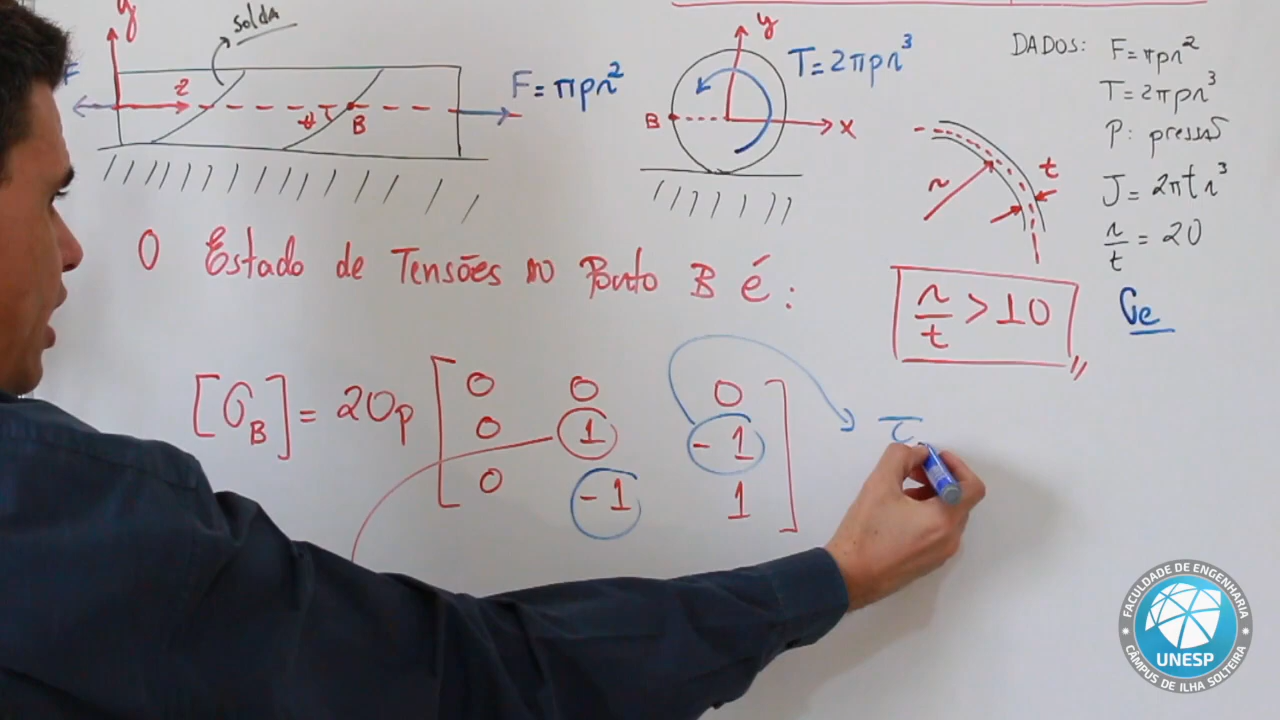 y
solda
F
z
B
F = πpr²
y
T = 2πpr³
B
x
DADOS: F = πpr²
T = 2πpr³
P: pressão
J = 2πtr³
r/t = 20
r
t
O Estado de Tensões no Ponto B é:
r/t > 10
σe
[σB] = 20p [0 0 0
0 1 -1
0 -1 1]
FACULDADE DE ENGENHARIA
UNESP
CÂMPUS DE ILHA SOLTEIRA